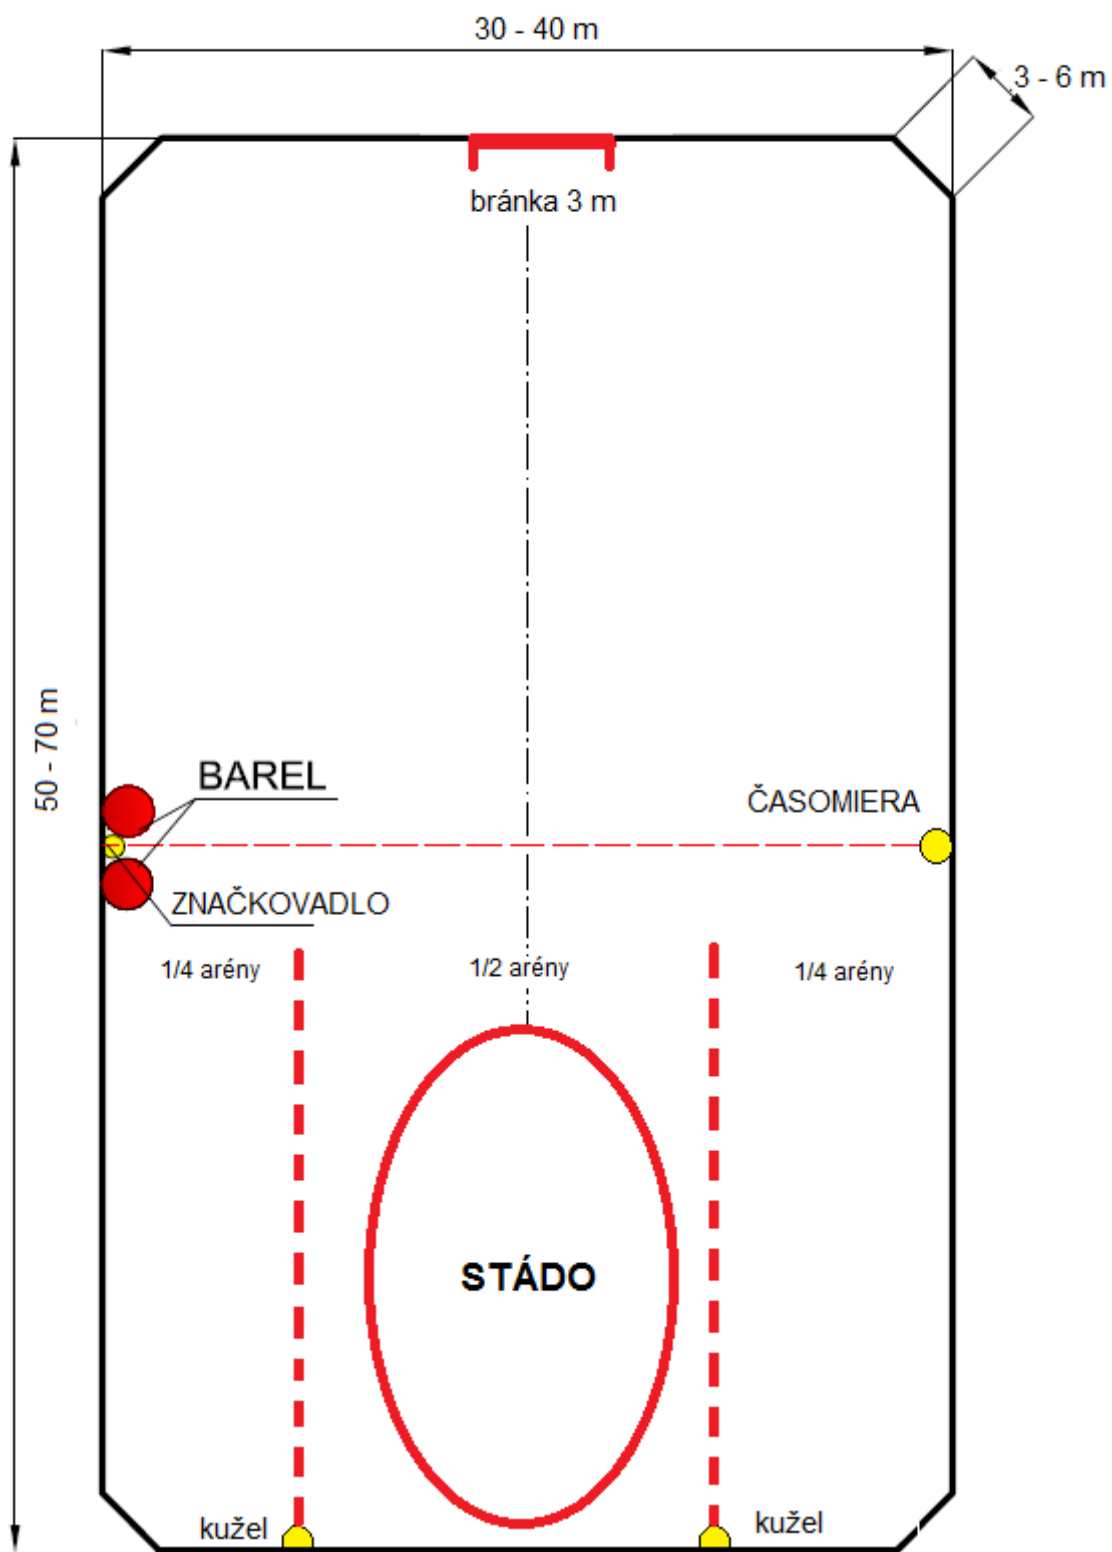 30 - 40 m
3 - 6 m
bránka 3 m
50 - 70 m
BAREL
ČASOMIERA
ZNAČKOVADLO
1/4 arény
1/2 arény
1/4 arény
STÁDO
kužel
kužel